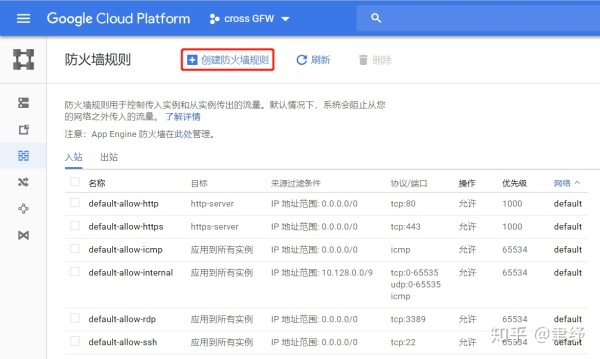 Google Cloud Platform
cross GFW
防火墙规则
创建防火墙规则
刷新
删除
防火墙规则用于控制传入实例和从实例传出的流量。默认情况下，系统会阻止从您
的网络之外传入的流量。 了解详情
注意：App Engine 防火墙在此处管理。
入站 出站
名称 目标 来源过滤条件 协议/端口 操作 优先级 网络
default-allow-http http-server IP 地址范围: 0.0.0.0/0 tcp:80 允许 1000 default
default-allow-https https-server IP 地址范围: 0.0.0.0/0 tcp:443 允许 1000 default
default-allow-icmp 应用到所有实例 IP 地址范围: 0.0.0.0/0 icmp 允许 65534 default
default-allow-internal 应用到所有实例 IP 地址范围: 10.128.0.0/9 tcp:0-65535 允许 65534 default
udp:0-65535
icmp
default-allow-rdp 应用到所有实例 IP 地址范围: 0.0.0.0/0 tcp:3389 允许 65534 default
default-allow-ssh 应用到所有实例 IP 地址范围: 0.0.0.0/0 tcp:22 允许 65534 default
知乎 @聿纾